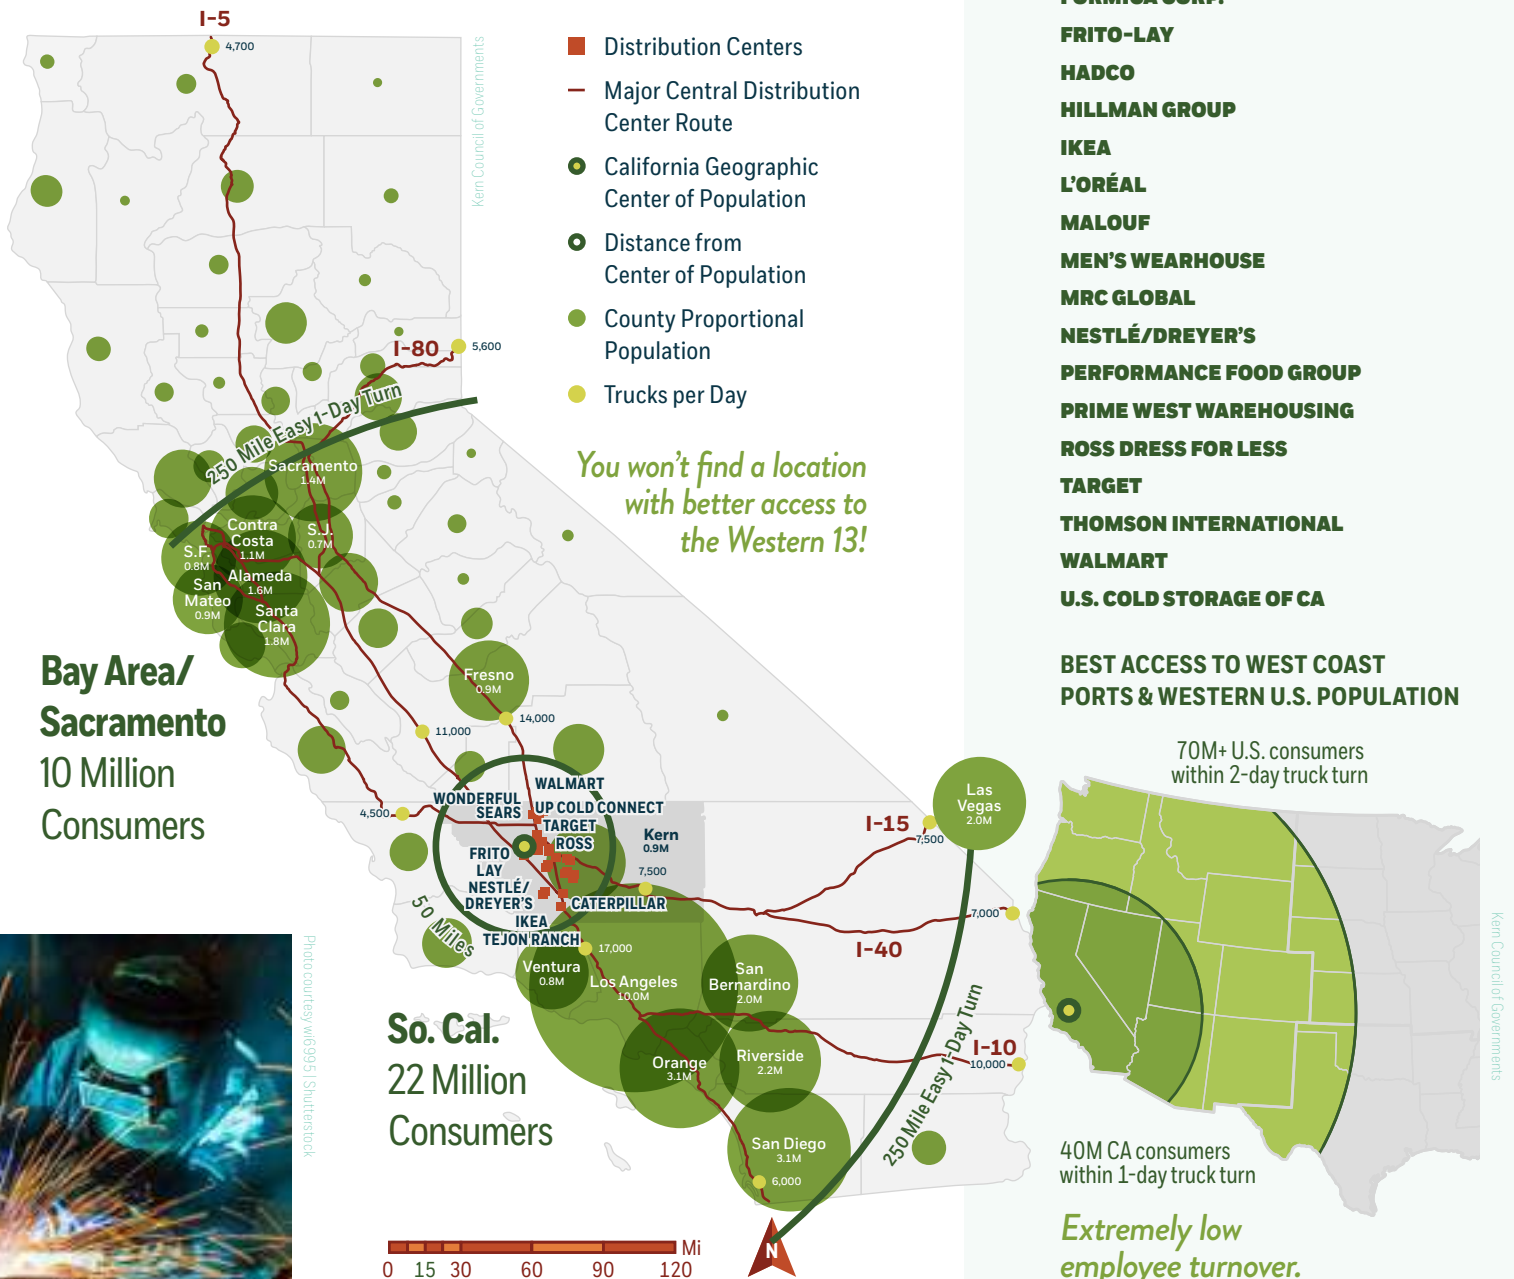 I-5
4,700
Kern Council of Governments
Distribution Centers
Major Central Distribution
Center Route
California Geographic
Center of Population
Distance from
Center of Population
County Proportional
Population
Trucks per Day
I-80
5,600
250 Mile Easy 1-Day Turn
You won't find a location
with better access to
the Western 13!
Sacramento
1.4M
Contra
Costa
1.1M
S.J.
0.7M
S.F.
0.8M
Alameda
1.6M
San
Mateo
0.9M
Santa
Clara
1.8M
Bay Area/
Sacramento
10 Million
Consumers
Fresno
0.9M
14,000
11,000
4,500
WALMART
WONDERFUL
SEARS
UP COLD CONNECT
TARGET
ROSS
Kern
0.9M
FRITO
LAY
NESTLÉ/
DREYER'S
7,500
CATERPILLAR
IKEA
TEJON RANCH
50 Miles
17,000
I-15
7,500
Las
Vegas
2.0M
7,000
I-40
Ventura
0.8M
Los Angeles
10.0M
San
Bernardino
2.0M
Orange
3.1M
Riverside
2.2M
I-10
10,000
San Diego
3.1M
6,000
250 Mile Easy 1-Day Turn
So. Cal.
22 Million
Consumers
Photo courtesy wi6995 | Shutterstock
Mi
0 15 30 60 90 120
N
FORMICA CORP.
FRITO-LAY
HADCO
HILLMAN GROUP
IKEA
L'ORÉAL
MALOUF
MEN'S WEARHOUSE
MRC GLOBAL
NESTLÉ/DREYER'S
PERFORMANCE FOOD GROUP
PRIME WEST WAREHOUSING
ROSS DRESS FOR LESS
TARGET
THOMSON INTERNATIONAL
WALMART
U.S. COLD STORAGE OF CA
BEST ACCESS TO WEST COAST
PORTS & WESTERN U.S. POPULATION
70M+ U.S. consumers
within 2-day truck turn
Kern Council of Governments
40M CA consumers
within 1-day truck turn
Extremely low
employee turnover.